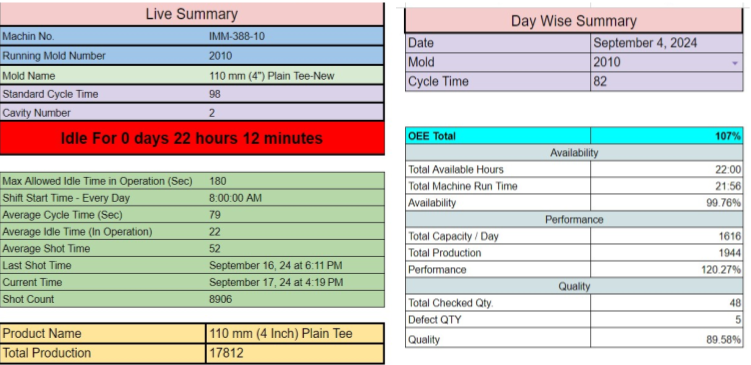 Live Summary
Machin No. IMM-388-10
Running Mold Number 2010
Mold Name 110 mm (4") Plain Tee-New
Standard Cycle Time 98
Cavity Number 2
Idle For 0 days 22 hours 12 minutes
Max Allowed Idle Time in Operation (Sec) 180
Shift Start Time - Every Day 8:00:00 AM
Average Cycle Time (Sec) 79
Average Idle Time (In Operation) 22
Average Shot Time 52
Last Shot Time September 16, 24 at 6:11 PM
Current Time September 17, 24 at 4:19 PM
Shot Count 8906
Product Name 110 mm (4 Inch) Plain Tee
Total Production 17812
Day Wise Summary
Date September 4, 2024
Mold 2010
Cycle Time 82
OEE Total 107%
Availability
Total Available Hours 22:00
Total Machine Run Time 21:56
Availability 99.76%
Performance
Total Capacity / Day 1616
Total Production 1944
Performance 120.27%
Quality
Total Checked Qty. 48
Defect QTY 5
Quality 89.58%